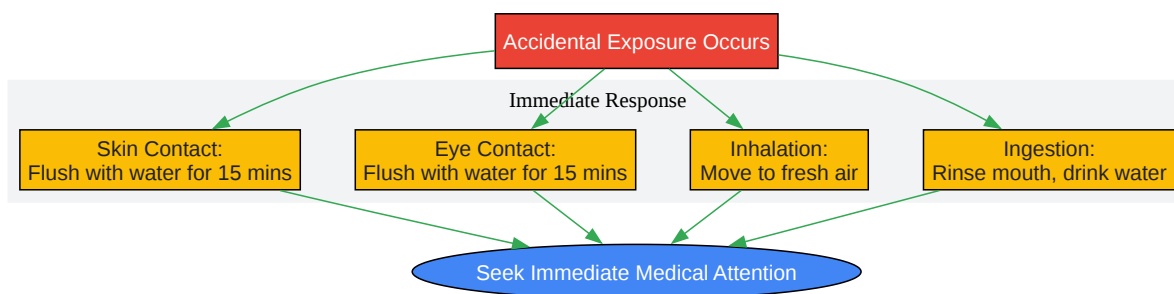 Accidental Exposure Occurs
Immediate Response
Skin Contact:
Flush with water for 15 mins
Eye Contact:
Flush with water for 15 mins
Inhalation:
Move to fresh air
Ingestion:
Rinse mouth, drink water
Seek Immediate Medical Attention